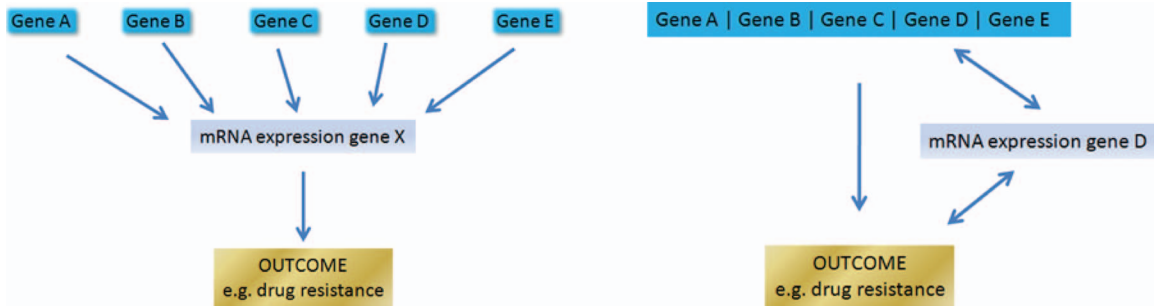 Gene A
Gene B
Gene C
Gene D
Gene E
mRNA expression gene X
OUTCOME
e.g. drug resistance
Gene A | Gene B | Gene C | Gene D | Gene E
mRNA expression gene D
OUTCOME
e.g. drug resistance